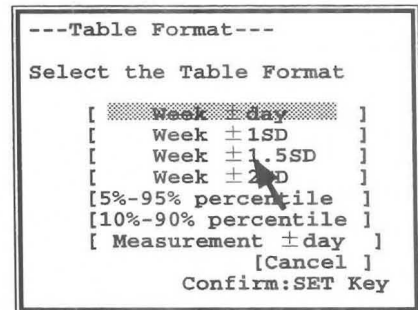 ---Table Format---
Select the Table Format
[ Week ±day ]
[ Week ±1SD ]
[ Week ±1.5SD ]
[ Week ±2SD ]
[5%-95% percentile ]
[10%-90% percentile ]
[ Measurement ±day ]
[Cancel ]
Confirm:SET Key